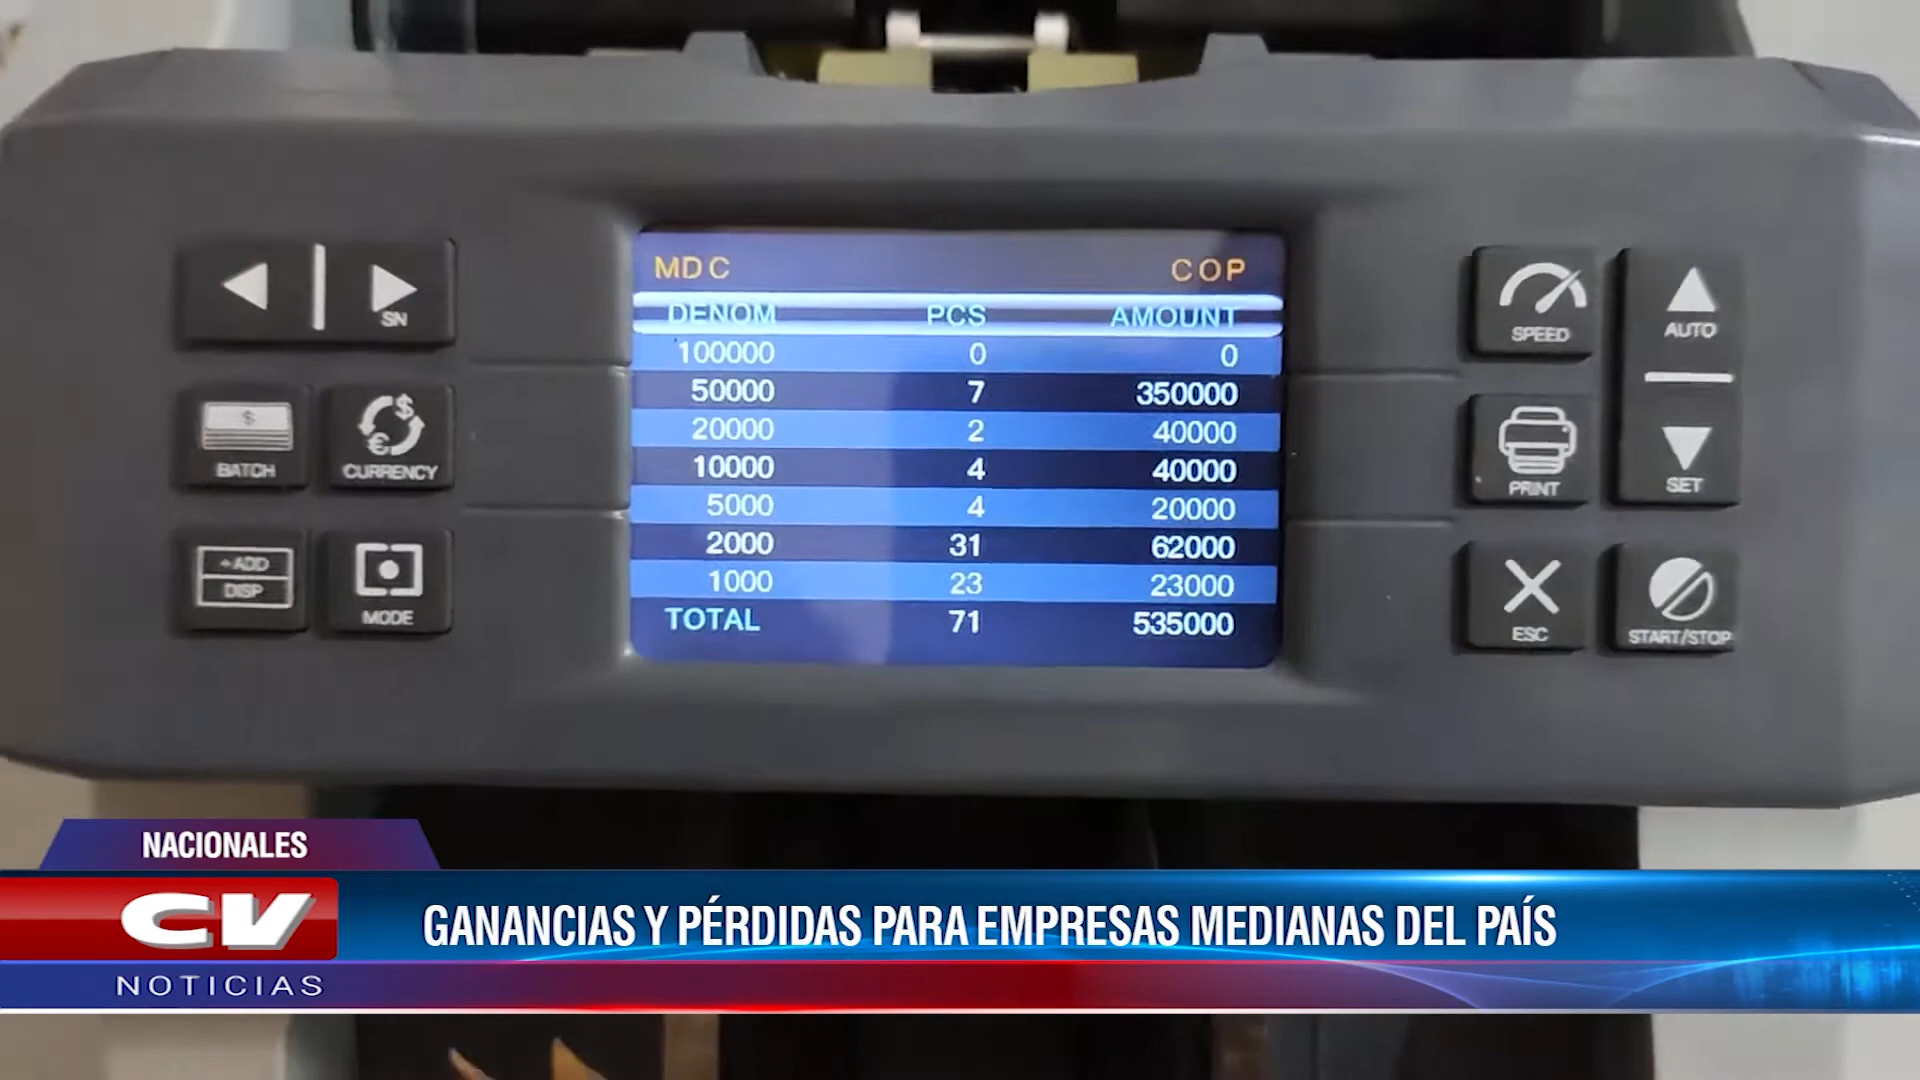 MDC COP
DENOM PCS AMOUNT
100000 0 0
50000 7 350000
20000 2 40000
10000 4 40000
5000 4 20000
2000 31 62000
1000 23 23000
TOTAL 71 535000
SN
BATCH
$
€
$
CURRENCY
+ADD
DISP
MODE
SPEED
AUTO
PRINT
SET
ESC
START/STOP
NACIONALES
CV
NOTICIAS
GANANCIAS Y PÉRDIDAS PARA EMPRESAS MEDIANAS DEL PAÍS